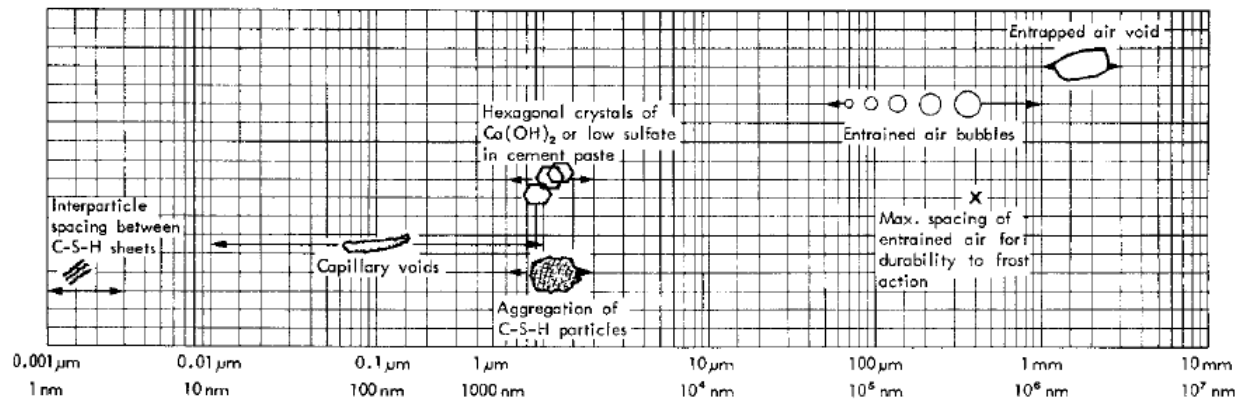 Entrapped air void
Hexagonal crystals of
Ca(OH)₂ or low sulfate
in cement paste
Entrained air bubbles
Interparticle
spacing between
C-S-H sheets
Capillary voids
Max. spacing of
entrained air for
durability to frost
action
Aggregation of
C-S-H particles
0.001 μm 0.01 μm 0.1 μm 1 μm 10 μm 100 μm 1 mm 10 mm
1 nm 10 nm 100 nm 1000 nm 10⁴ nm 10⁵ nm 10⁶ nm 10⁷ nm